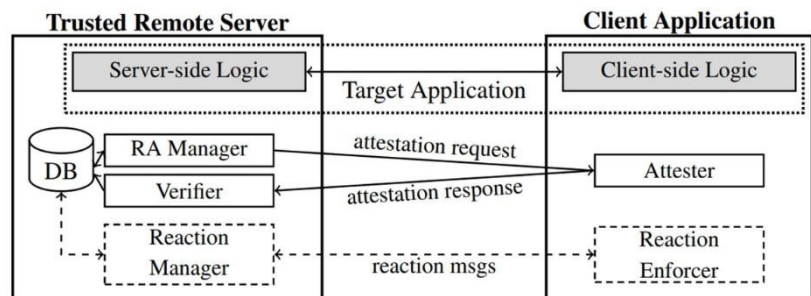 Trusted Remote Server
Client Application
Server-side Logic
Client-side Logic
Target Application
DB
RA Manager
attestation request
Verifier
attestation response
Attester
Reaction
Manager
reaction msgs
Reaction
Enforcer